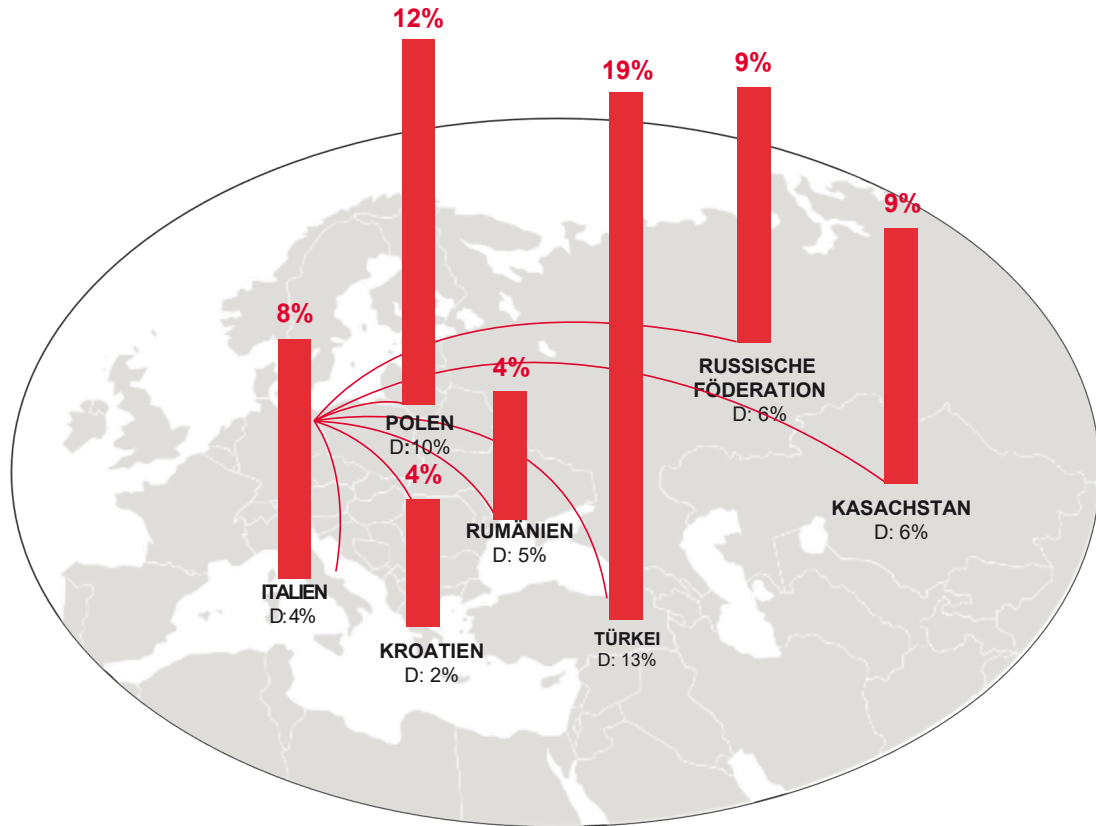 12%
POLEN
D:10%
19%
TÜRKEI
D: 13%
9%
RUSSISCHE
FÖDERATION
D: 6%
9%
KASACHSTAN
D: 6%
8%
ITALIEN
D:4%
4%
RUMÄNIEN
D: 5%
4%
KROATIEN
D: 2%